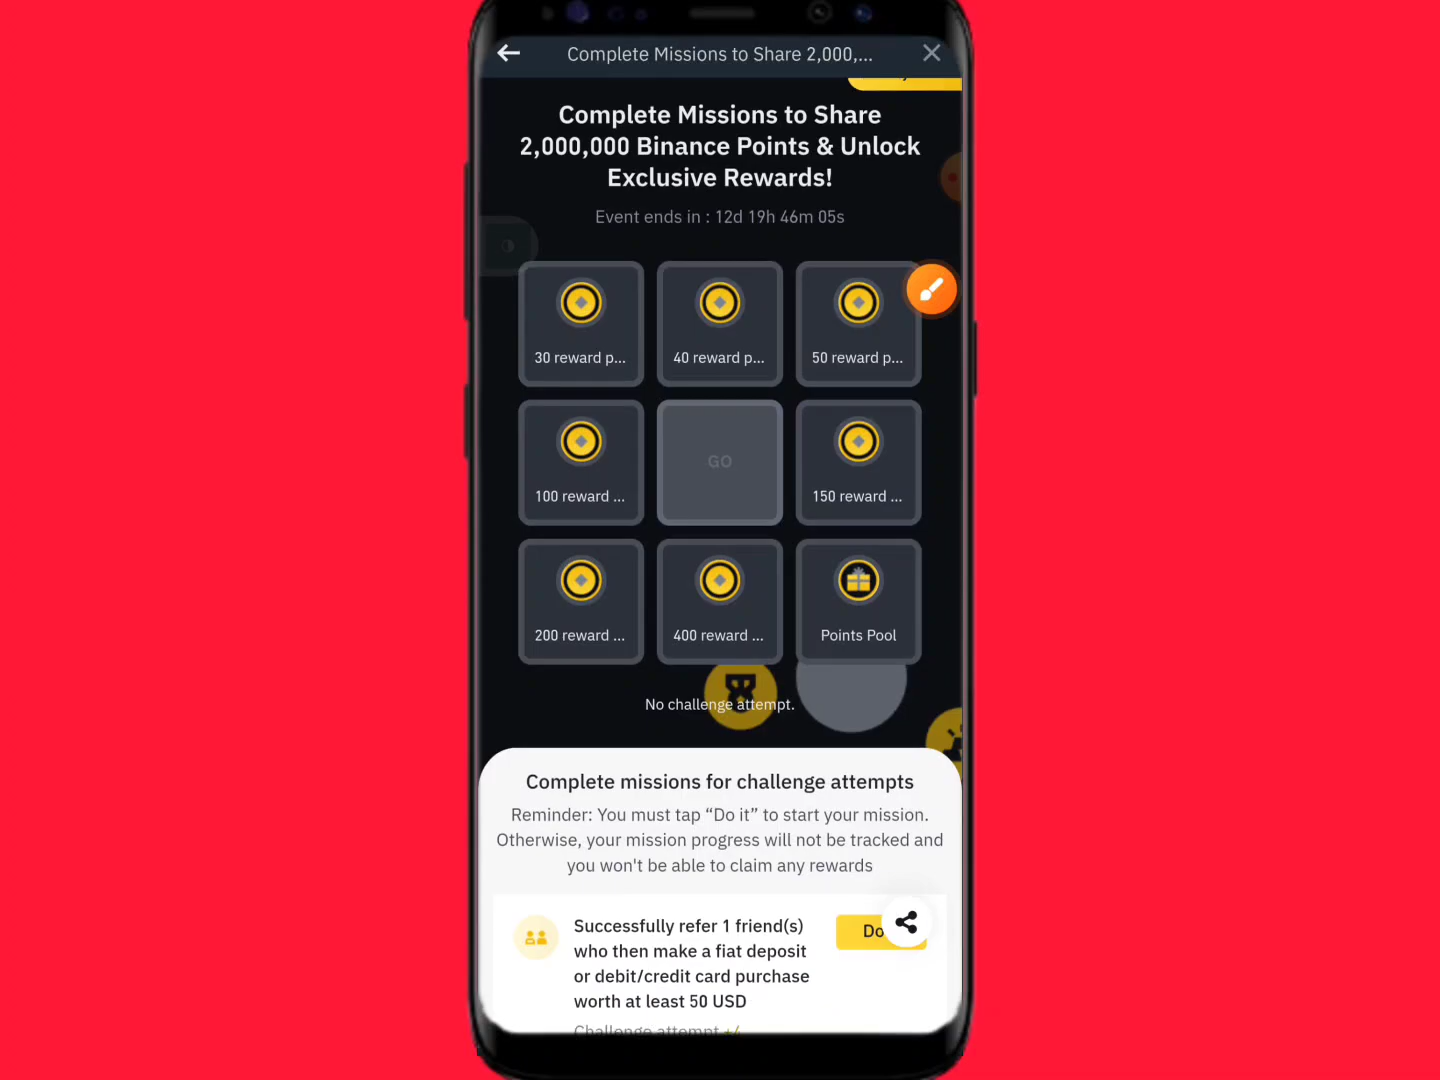 Complete Missions to Share 2,000,...
Complete Missions to Share
2,000,000 Binance Points & Unlock
Exclusive Rewards!
Event ends in : 12d 19h 46m 05s
30 reward p...
40 reward p...
50 reward p...
100 reward ...
GO
150 reward ...
200 reward ...
400 reward ...
Points Pool
No challenge attempt.
Complete missions for challenge attempts
Reminder: You must tap “Do it” to start your mission.
Otherwise, your mission progress will not be tracked and
you won't be able to claim any rewards
Successfully refer 1 friend(s)
who then make a fiat deposit
or debit/credit card purchase
worth at least 50 USD
Do
Challenge attempt +4